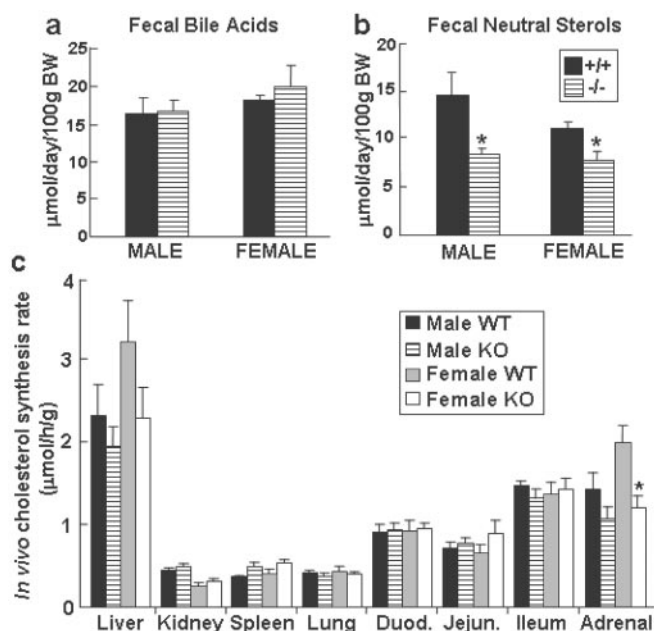 a Fecal Bile Acids
μmol/day/100g BW
25
20
15
10
5
0
MALE FEMALE
b Fecal Neutral Sterols
μmol/day/100g BW
20
15
10
5
0
+/+
-/-
*
*
MALE FEMALE
c
In vivo cholesterol synthesis rate
(μmol/h/g)
4
3
2
1
0
Male WT
Male KO
Female WT
Female KO
*
Liver Kidney Spleen Lung Duod. Jejun. Ileum Adrenal